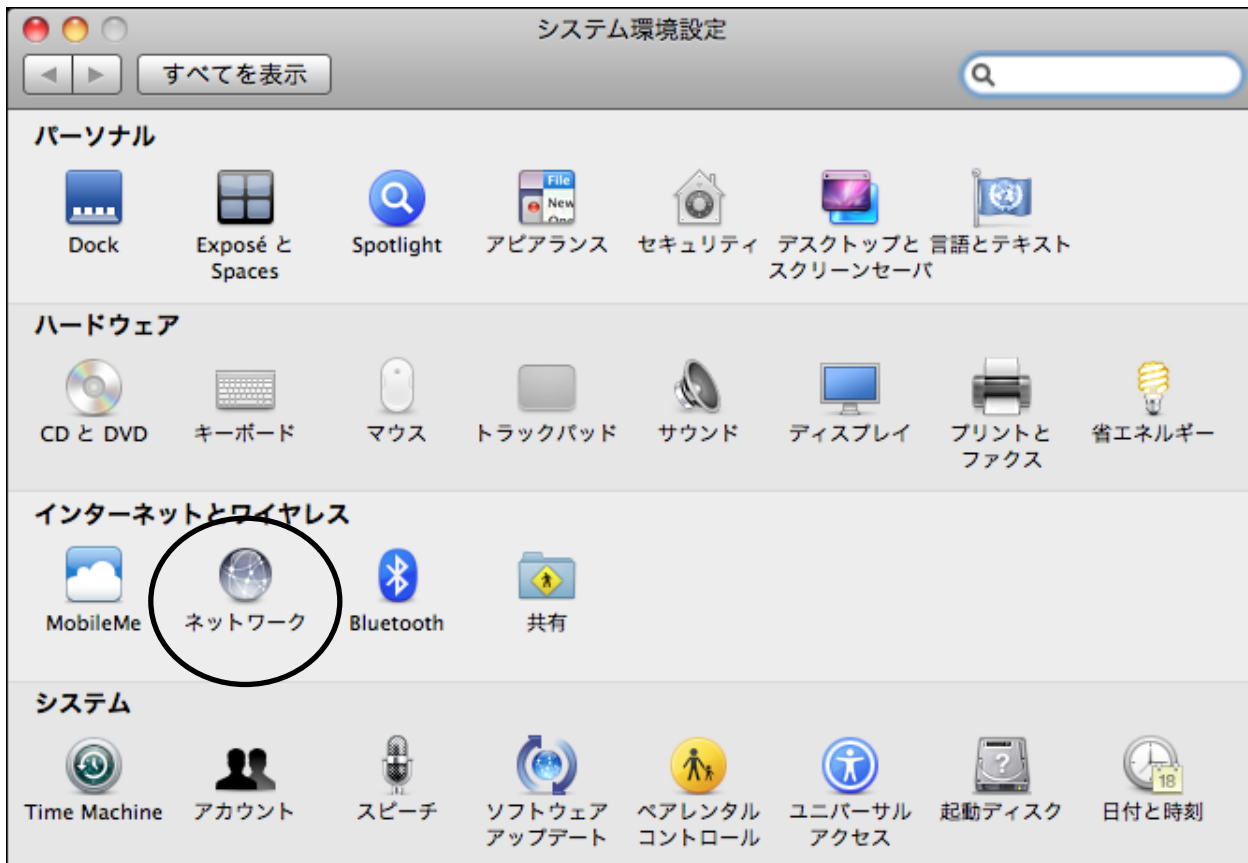 システム環境設定
すべてを表示
パーソナル
Dock
Exposé と
Spaces
Spotlight
File
New
One
アピアランス
セキュリティ
デスクトップと
スクリーンセーバ
言語とテキスト
ハードウェア
CD と DVD
キーボード
マウス
トラックパッド
サウンド
ディスプレイ
プリントと
ファクス
省エネルギー
インターネットとワイヤレス
MobileMe
ネットワーク
Bluetooth
共有
システム
Time Machine
アカウント
スピーチ
ソフトウェア
アップデート
ペアレンタル
コントロール
ユニバーサル
アクセス
?
起動ディスク
18
日付と時刻